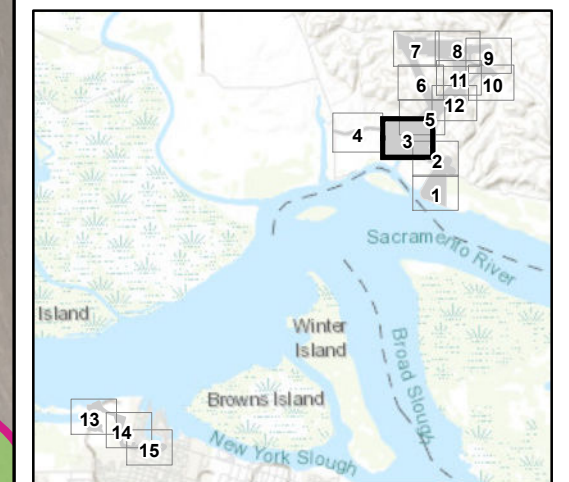 7 8 9
6 11 10
12
5
4 3
2
1
Sacramento River
Island
Winter
Island
Broad Slough
Browns Island
13
14
15
New York Slough